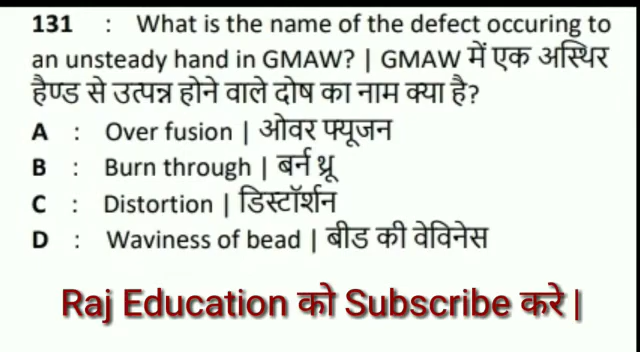 131 : What is the name of the defect occuring to
an unsteady hand in GMAW? | GMAW में एक अस्थिर
हैण्ड से उत्पन्न होने वाले दोष का नाम क्या है?
A : Over fusion | ओवर फ्यूजन
B : Burn through | बर्न थ्रू
C : Distortion | डिस्टॉर्शन
D : Waviness of bead | बीड की वेविनेस
Raj Education को Subscribe करे |